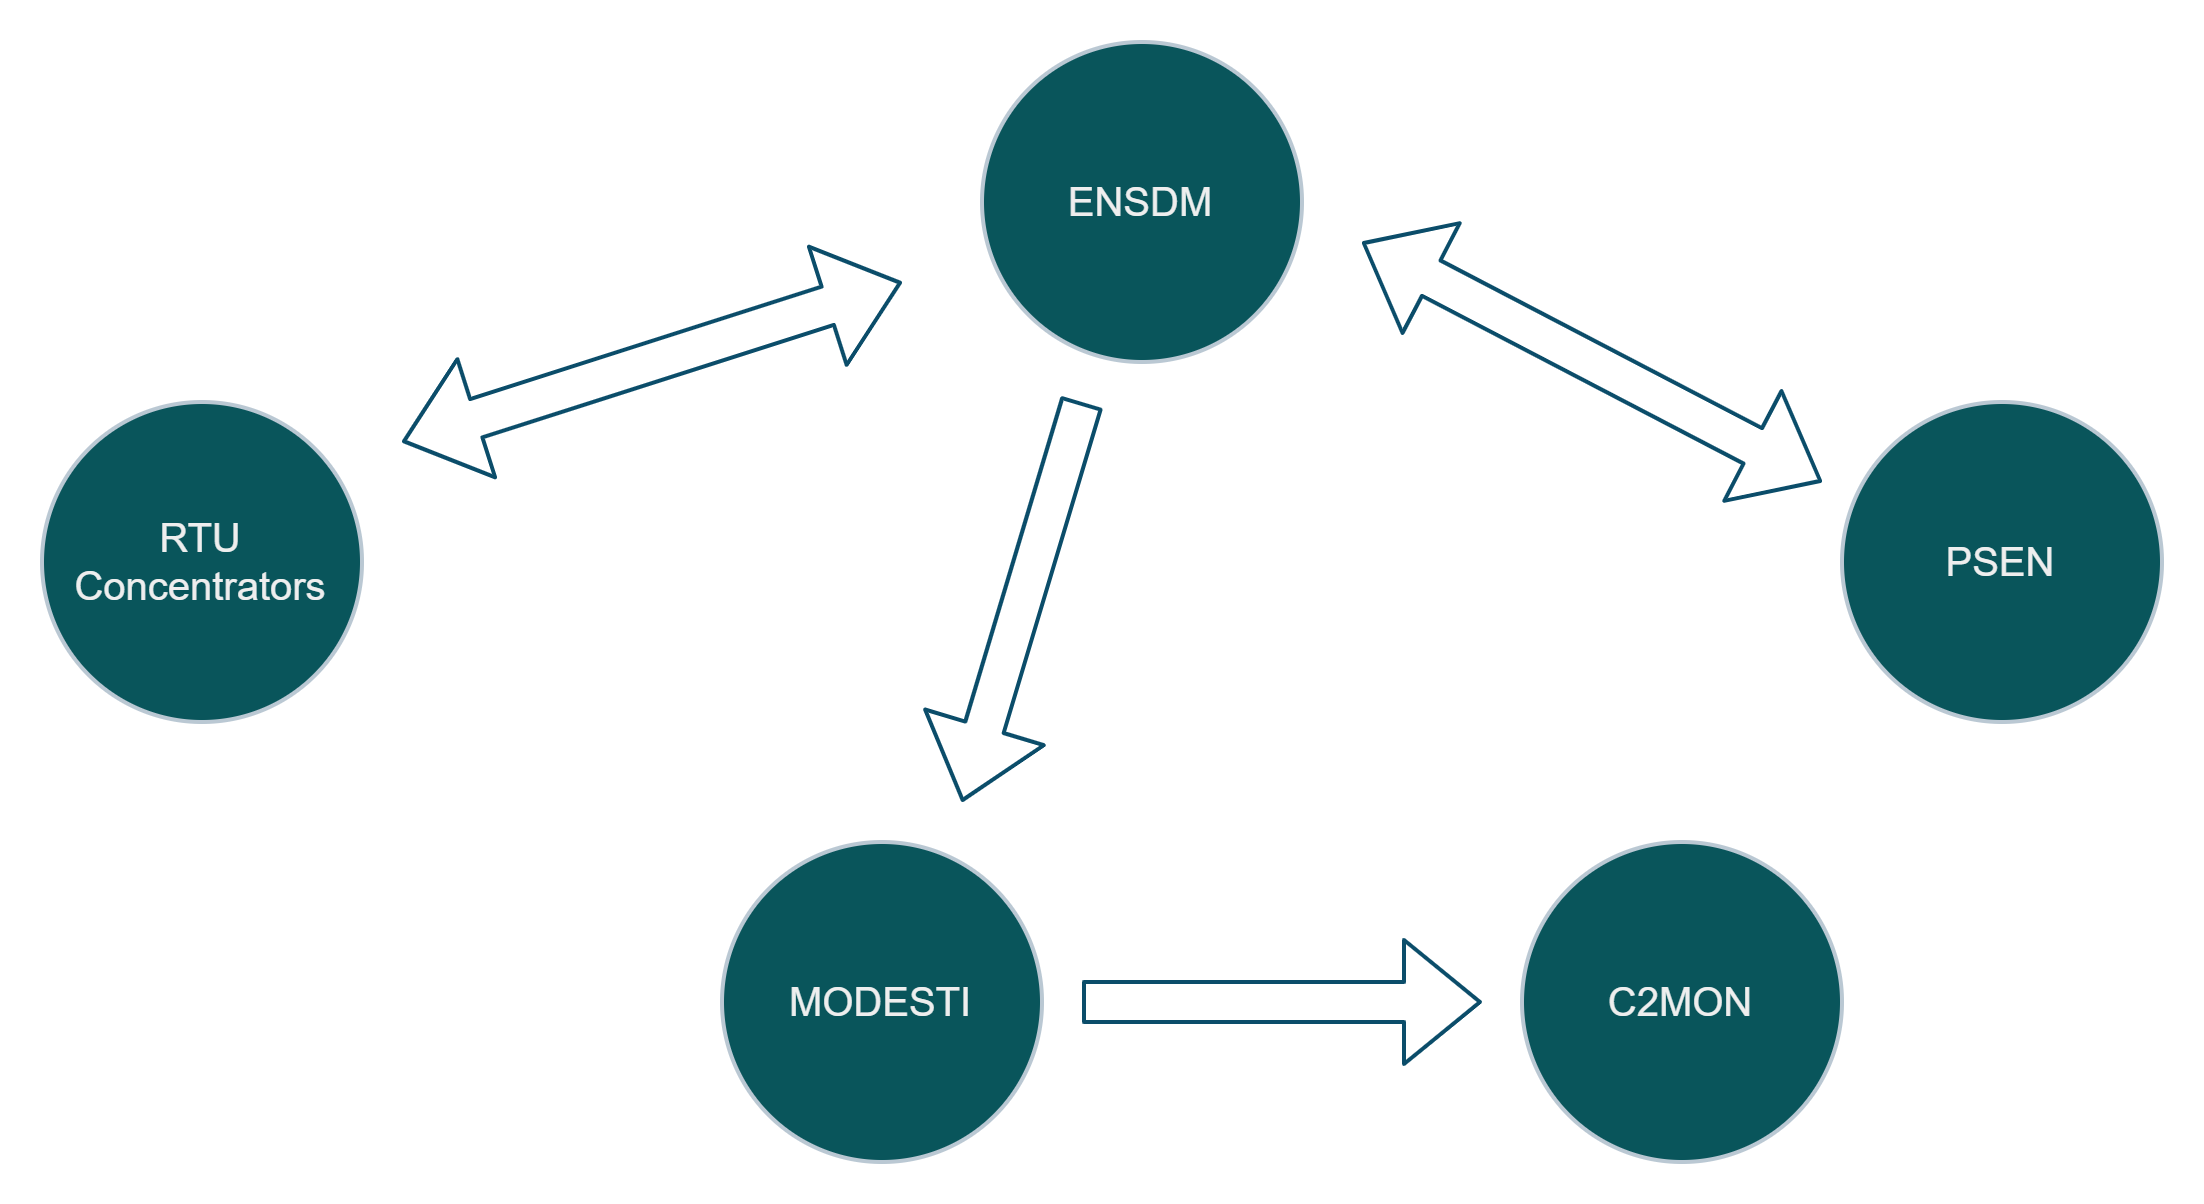 ENSDM
RTU
Concentrators
PSEN
MODESTI
C2MON